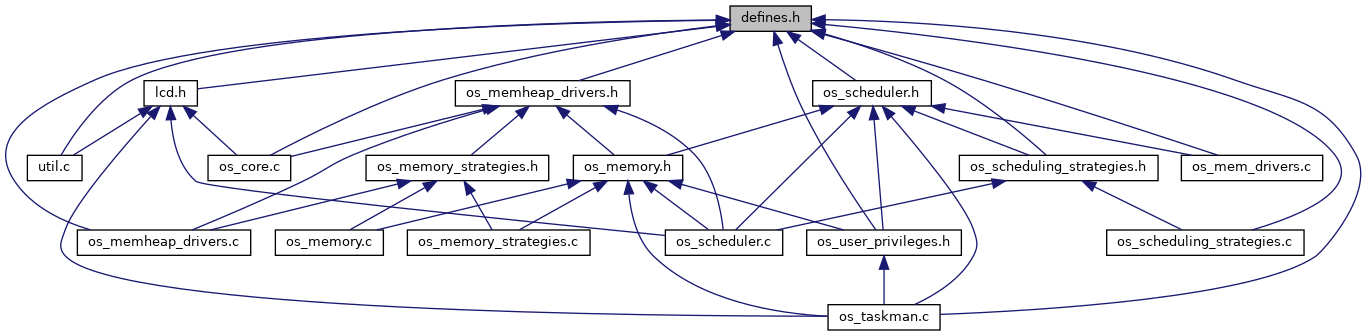 defines.h
lcd.h
os_memheap_drivers.h
os_scheduler.h
util.c
os_core.c
os_memory_strategies.h
os_memory.h
os_scheduling_strategies.h
os_mem_drivers.c
os_memheap_drivers.c
os_memory.c
os_memory_strategies.c
os_scheduler.c
os_user_privileges.h
os_scheduling_strategies.c
os_taskman.c